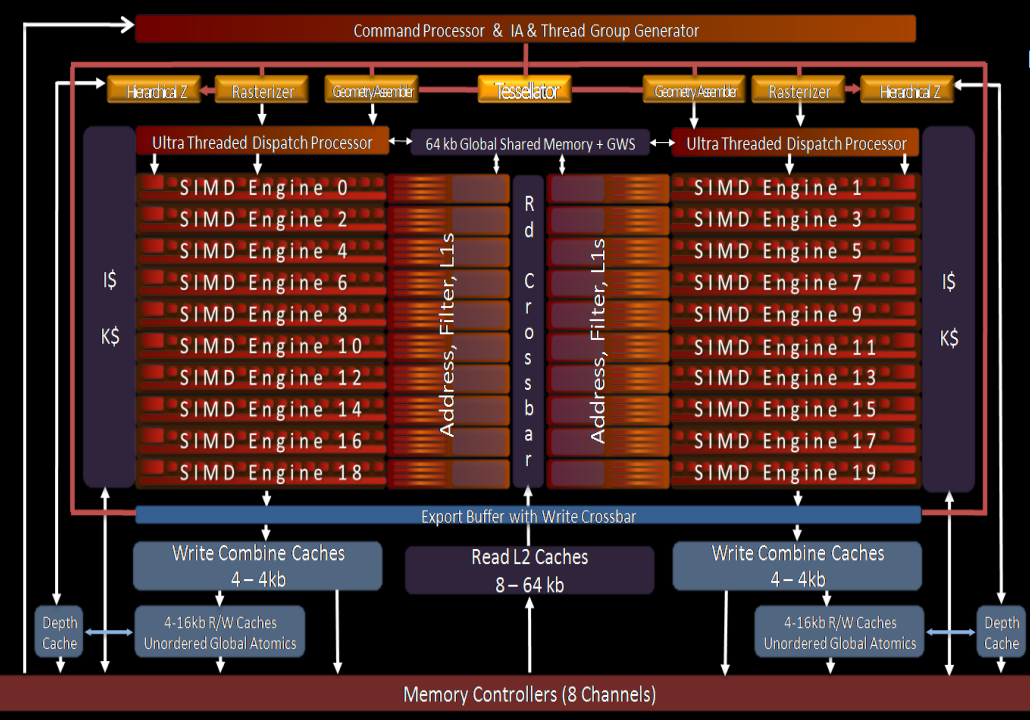 Command Processor & IA & Thread Group Generator
Hierarchical Z
Rasterizer
Geometry Assembler
Tessellator
Geometry Assembler
Rasterizer
Hierarchical Z
Ultra Threaded Dispatch Processor
64 kb Global Shared Memory + GWS
Ultra Threaded Dispatch Processor
I$
K$
SIMD Engine 0
SIMD Engine 2
SIMD Engine 4
SIMD Engine 6
SIMD Engine 8
SIMD Engine 10
SIMD Engine 12
SIMD Engine 14
SIMD Engine 16
SIMD Engine 18
Address, Filter, L1s
Rd Crossbar
Address, Filter, L1s
SIMD Engine 1
SIMD Engine 3
SIMD Engine 5
SIMD Engine 7
SIMD Engine 9
SIMD Engine 11
SIMD Engine 13
SIMD Engine 15
SIMD Engine 17
SIMD Engine 19
I$
K$
Export Buffer with Write Crossbar
Write Combine Caches
4 – 4kb
Read L2 Caches
8 – 64 kb
Write Combine Caches
4 – 4kb
Depth
Cache
4-16kb R/W Caches
Unordered Global Atomics
4-16kb R/W Caches
Unordered Global Atomics
Depth
Cache
Memory Controllers (8 Channels)